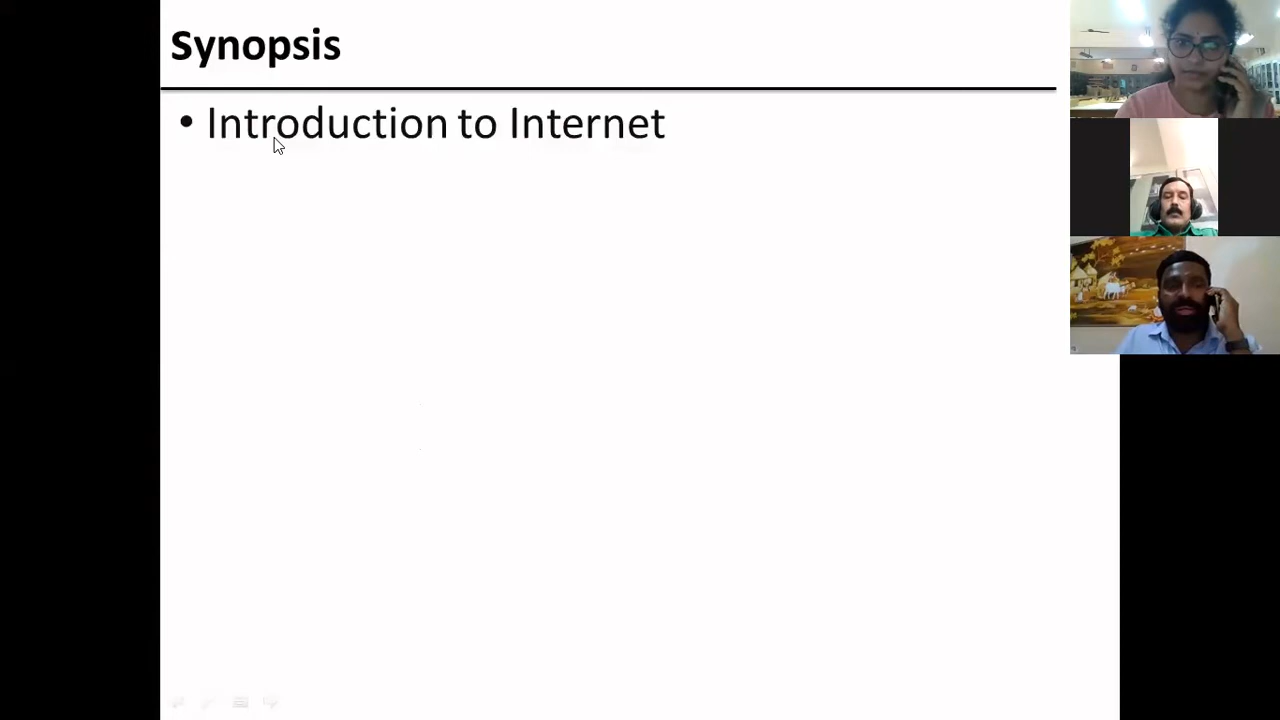 Synopsis
• Introduction to Internet